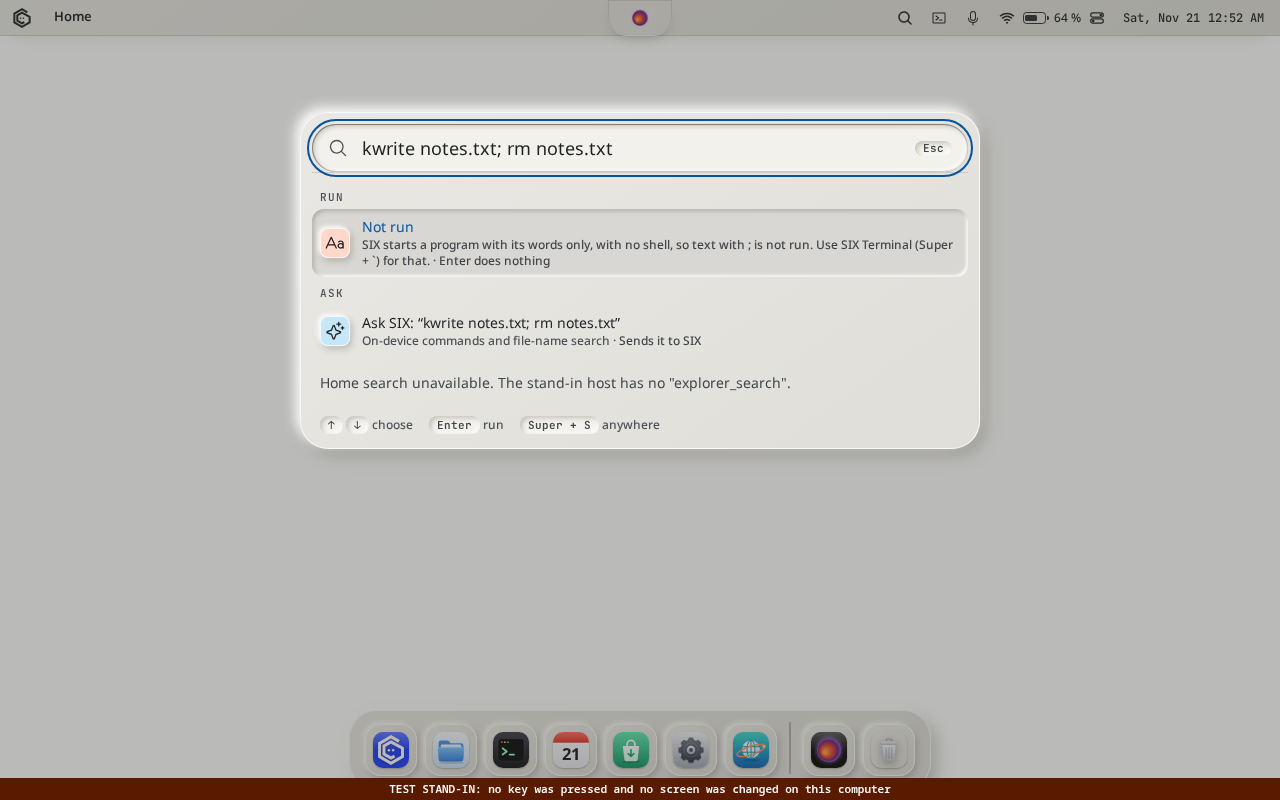 Home
64 %
Sat, Nov 21 12:52 AM
kwrite notes.txt; rm notes.txt
Esc
RUN
Aa
Not run
SIX starts a program with its words only, with no shell, so text with ; is not run. Use SIX Terminal (Super
+ `) for that. · Enter does nothing
ASK
Ask SIX: “kwrite notes.txt; rm notes.txt”
On-device commands and file-name search · Sends it to SIX
Home search unavailable. The stand-in host has no "explorer_search".
↑ ↓ choose Enter run Super + S anywhere
21
TEST STAND-IN: no key was pressed and no screen was changed on this computer